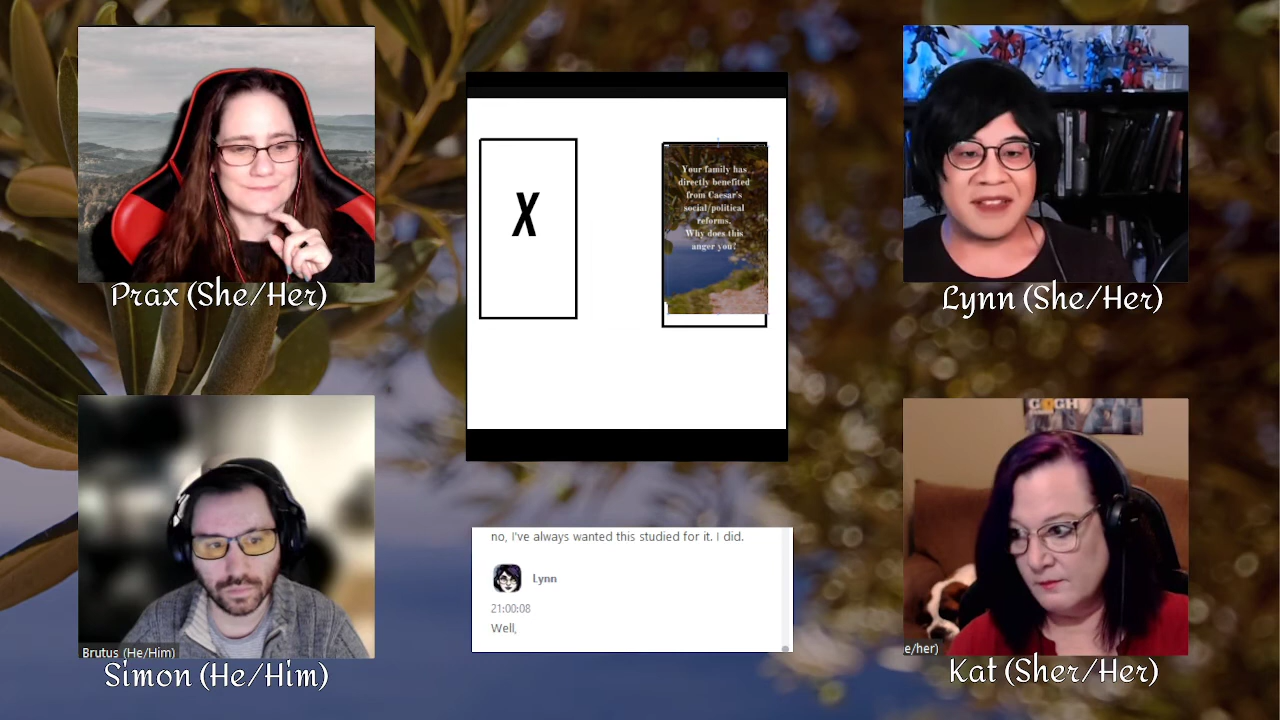 Prax (She/Her)
X
Your family has
directly benefited
from Caesar's
social/political
reforms.
Why does this
anger you?
GOGH
Lynn (She/Her)
Brutus (He/Him)
Simon (He/Him)
no, I've always wanted this studied for it. I did.
Lynn
21:00:08
Well,
e/her)
Kat (Sher/Her)